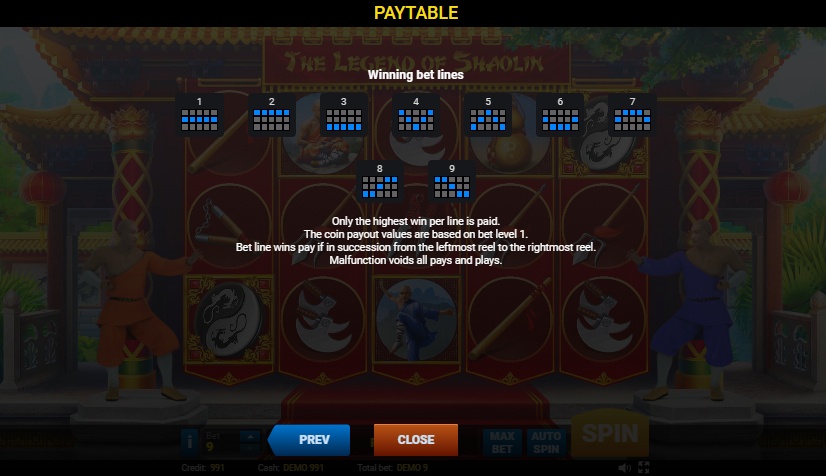 PAYTABLE
THE LEGEND OF SHAOLIN
Winning bet lines
1 2 3 4 5 6 7
8 9
Only the highest win per line is paid.
The coin payout values are based on bet level 1.
Bet line wins pay if in succession from the leftmost reel to the rightmost reel.
Malfunction voids all pays and plays.
i Bet 9 PREV CLOSE MAX BET AUTO SPIN SPIN
Credit: 991 Cash: DEMO 991 Total bet: DEMO 9